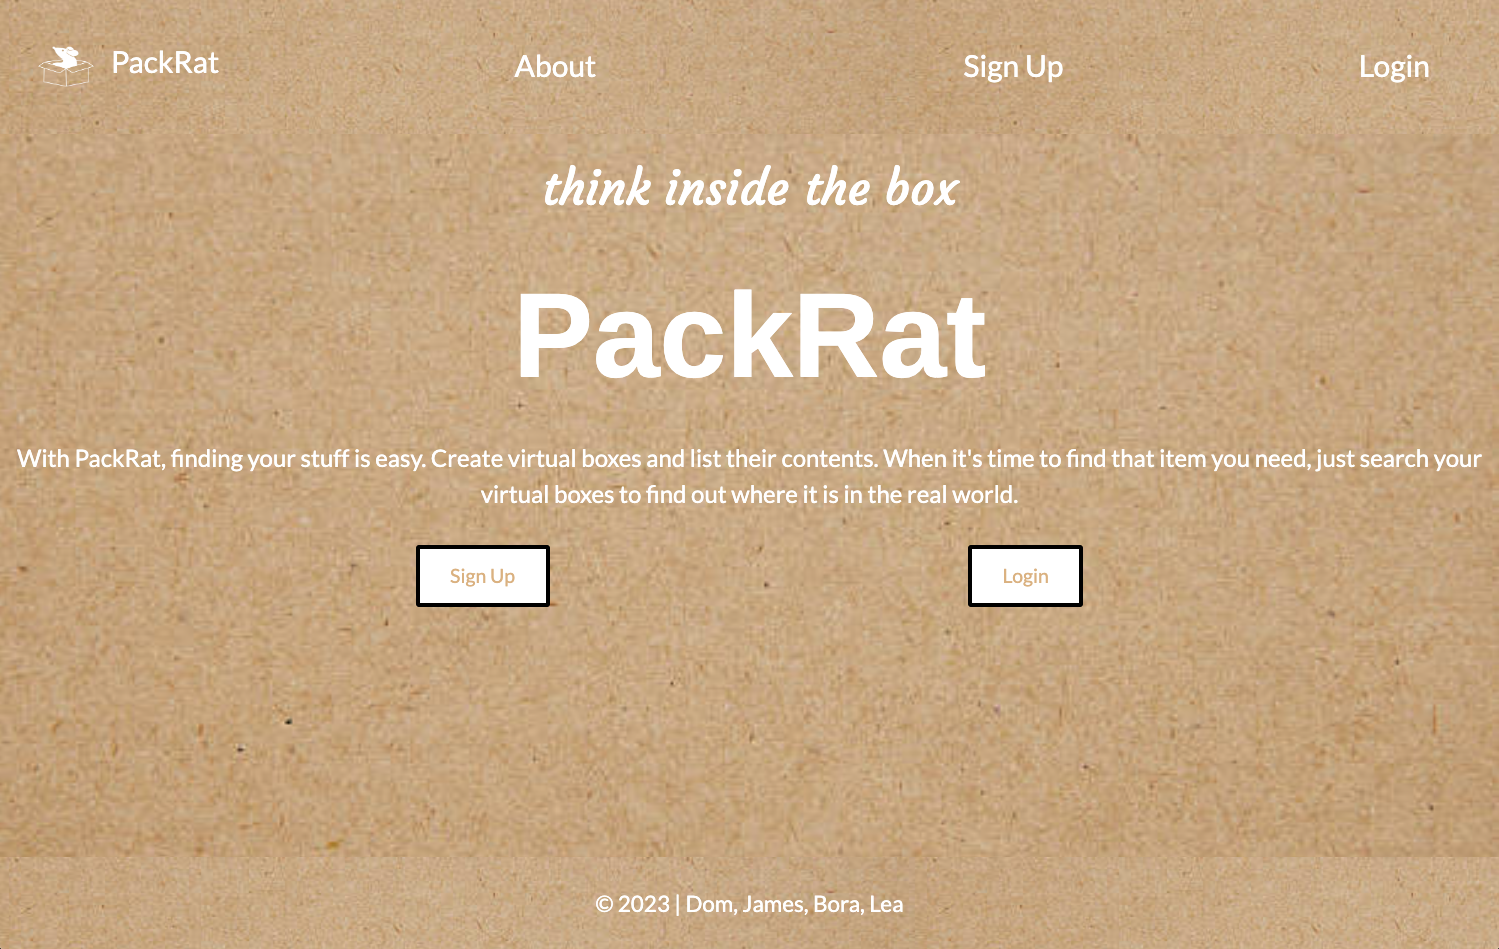 PackRat
About
Sign Up
Login
think inside the box
PackRat
With PackRat, finding your stuff is easy. Create virtual boxes and list their contents. When it's time to find that item you need, just search your
virtual boxes to find out where it is in the real world.
Sign Up
Login
© 2023 | Dom, James, Bora, Lea